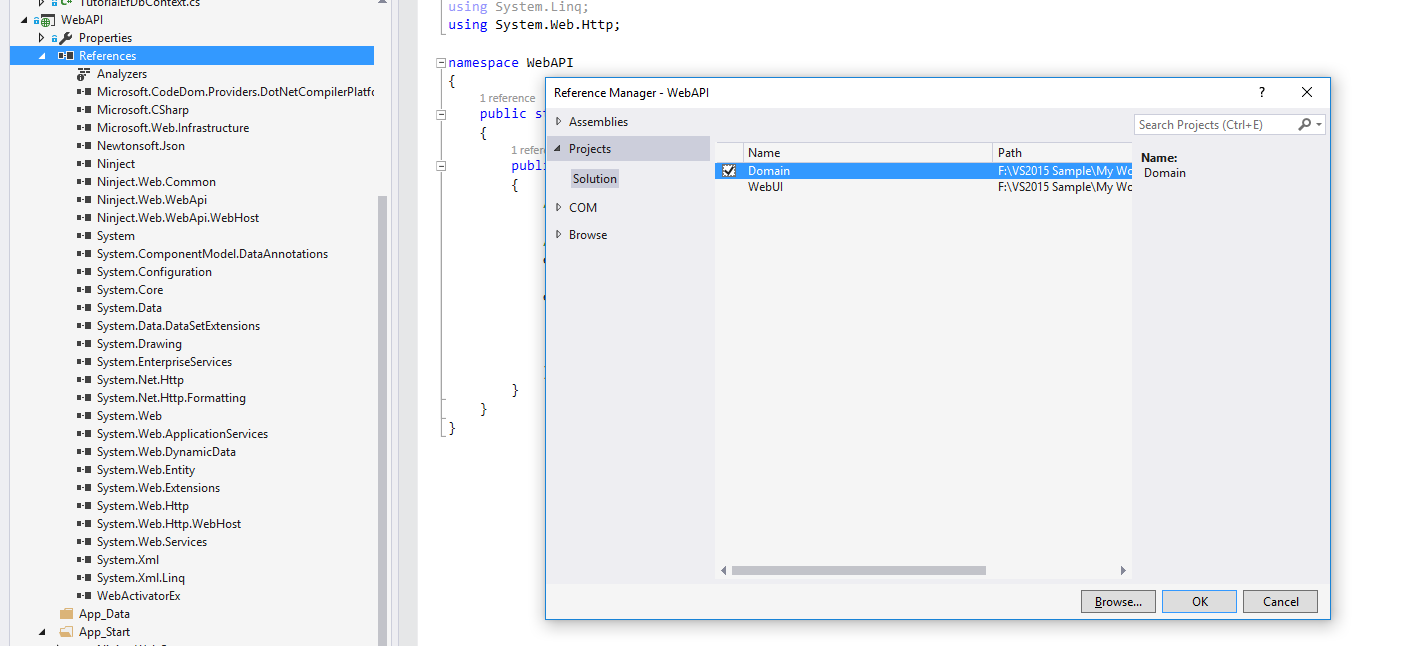 TutorialEfDbContext.cs
WebAPI
Properties
References
Analyzers
Microsoft.CodeDom.Providers.DotNetCompilerPlatfo
Microsoft.CSharp
Microsoft.Web.Infrastructure
Newtonsoft.Json
Ninject
Ninject.Web.Common
Ninject.Web.WebApi
Ninject.Web.WebApi.WebHost
System
System.ComponentModel.DataAnnotations
System.Configuration
System.Core
System.Data
System.Data.DataSetExtensions
System.Drawing
System.EnterpriseServices
System.Net.Http
System.Net.Http.Formatting
System.Web
System.Web.ApplicationServices
System.Web.DynamicData
System.Web.Entity
System.Web.Extensions
System.Web.Http
System.Web.Http.WebHost
System.Web.Services
System.Xml
System.Xml.Linq
WebActivatorEx
App_Data
App_Start
using System.Linq;
using System.Web.Http;
namespace WebAPI
{
1 reference
public st
{
1 refer
publi
{
}
}
}
Reference Manager - WebAPI
?
Assemblies
Projects
Solution
COM
Browse
Search Projects (Ctrl+E)
Name Path
Domain F:\VS2015 Sample\My Wo
WebUI F:\VS2015 Sample\My Wo
Name:
Domain
Browse... OK Cancel